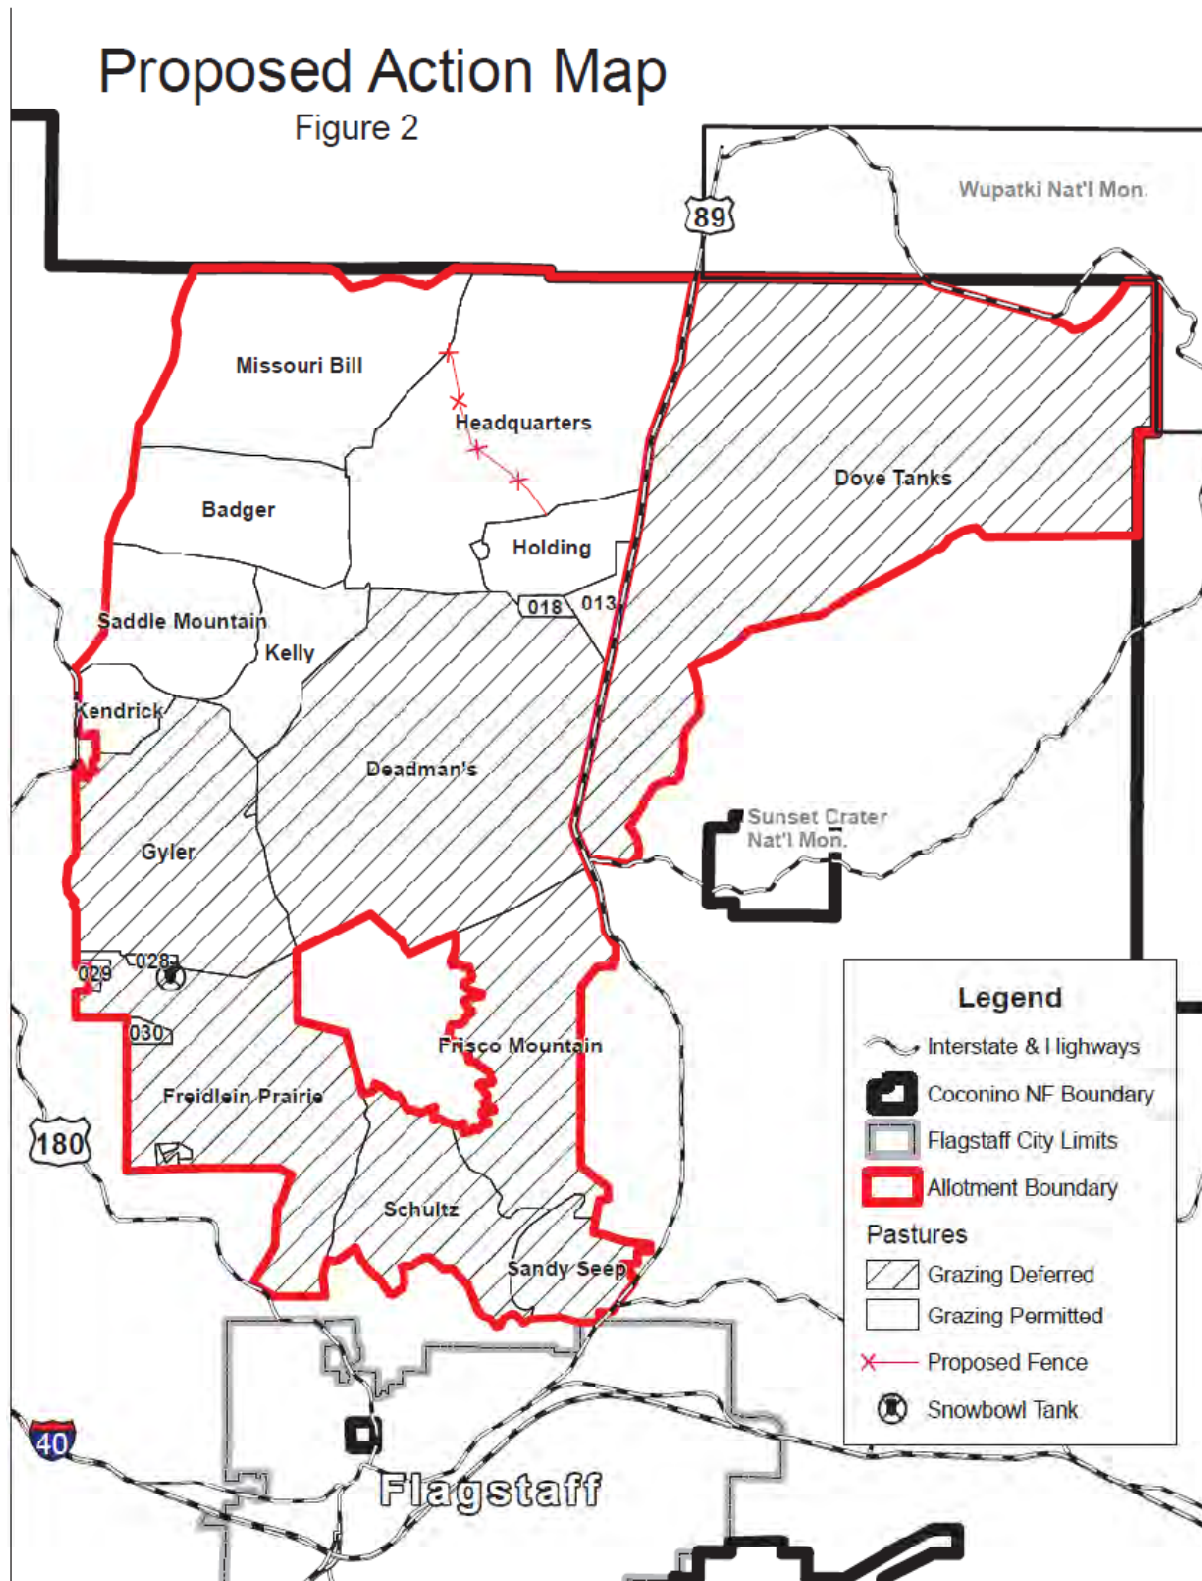 Proposed Action Map
Figure 2
Wupatki Nat'l Mon.
89
Missouri Bill
Headquarters
Dove Tanks
Badger
Holding
018
013
Saddle Mountain
Kelly
Kendrick
Deadman's
Sunset Crater
Nat'l Mon.
Gyler
028
029
030
Frisco Mountain
Freidlein Prairie
180
Schultz
Sandy Seep
Legend
Interstate & Highways
Coconino NF Boundary
Flagstaff City Limits
Allotment Boundary
Pastures
Grazing Deferred
Grazing Permitted
Proposed Fence
Snowbowl Tank
40
Flagstaff